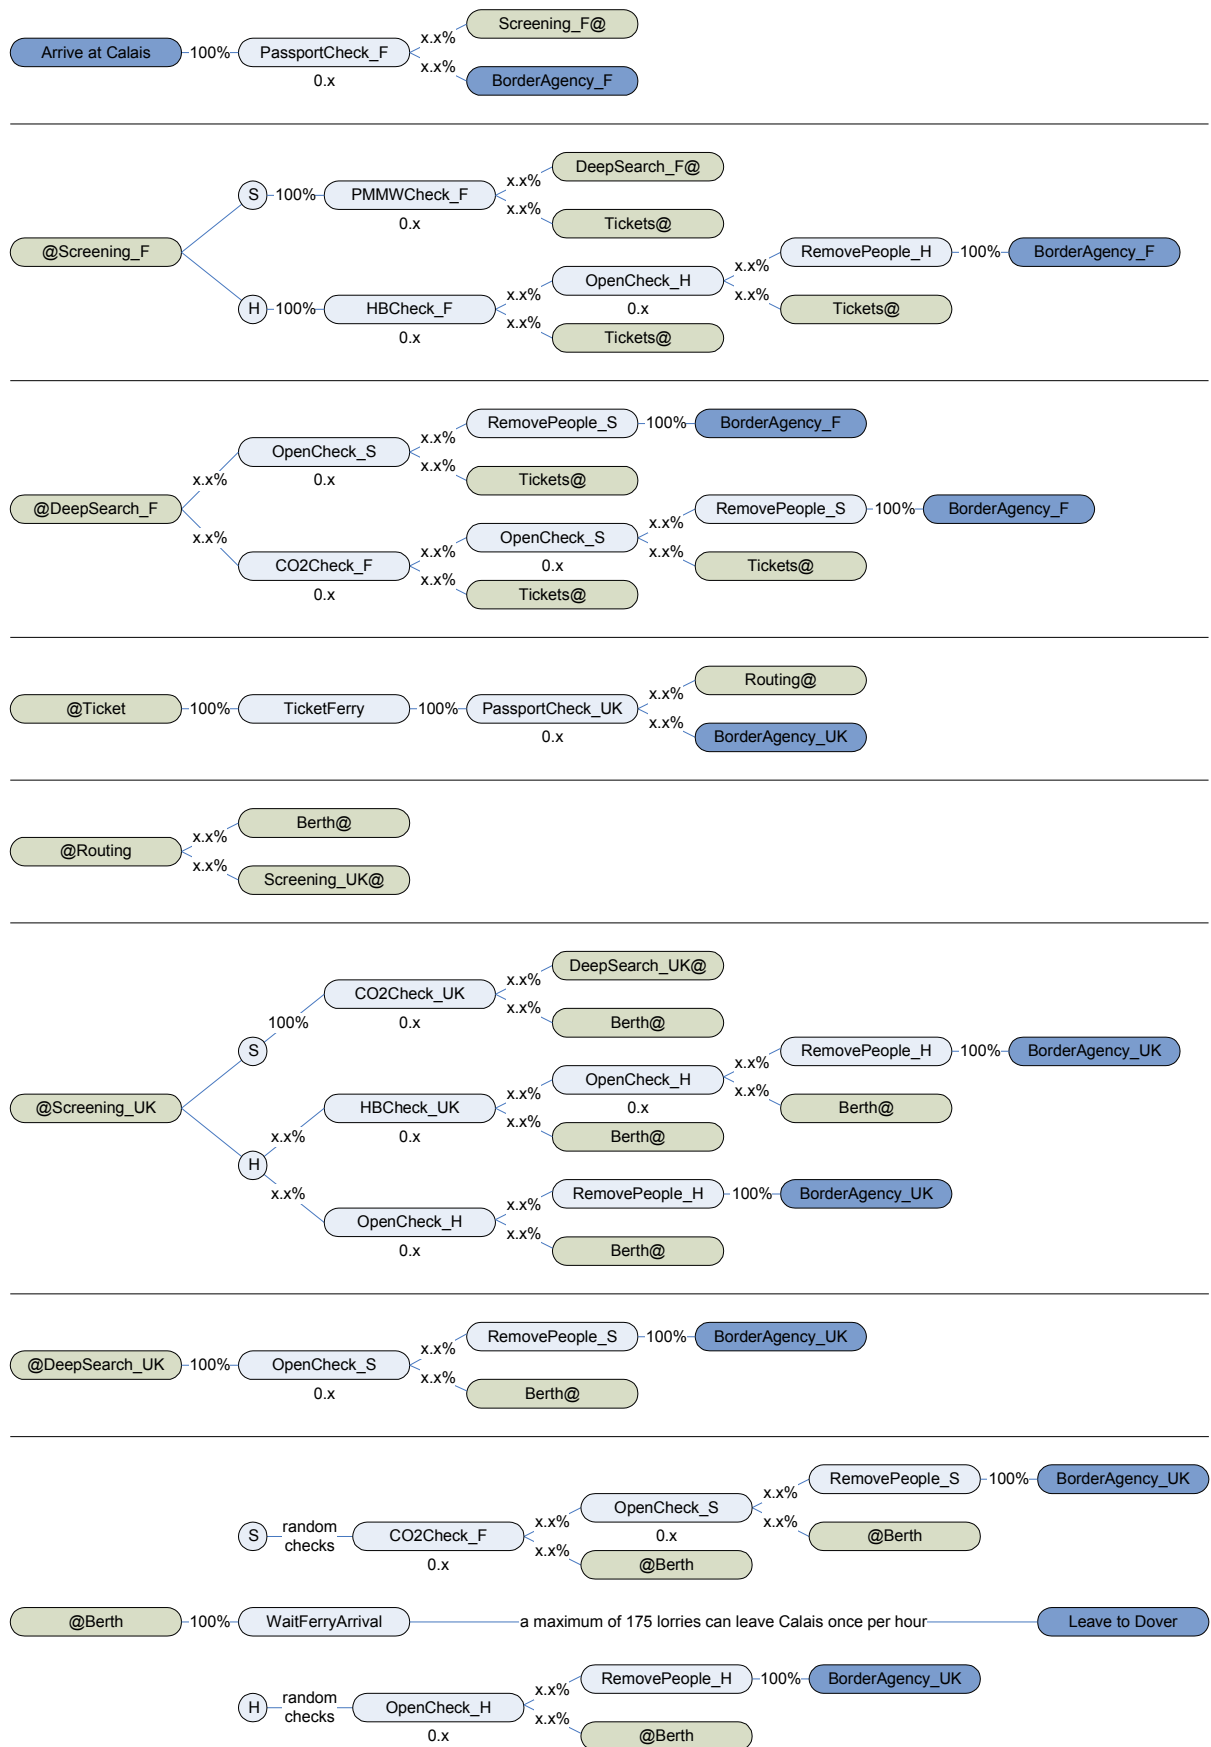 Screening_F@
Arrive at Calais 100% PassportCheck_F x.x%
0.x x.x%
BorderAgency_F
DeepSearch_F@
S 100% PMMWCheck_F x.x%
0.x x.x%
Tickets@
@Screening_F
RemovePeople_H 100% BorderAgency_F
OpenCheck_H x.x%
0.x x.x%
H 100% HBCheck_F x.x% Tickets@
0.x x.x%
Tickets@
RemovePeople_S 100% BorderAgency_F
x.x% OpenCheck_S x.x%
0.x x.x%
Tickets@
@DeepSearch_F
RemovePeople_S 100% BorderAgency_F
OpenCheck_S x.x%
0.x x.x%
x.x% CO2Check_F x.x% Tickets@
0.x x.x%
Tickets@
Routing@
@Ticket 100% TicketFerry 100% PassportCheck_UK x.x%
0.x x.x%
BorderAgency_UK
Berth@
@Routing x.x%
x.x%
Screening_UK@
DeepSearch_UK@
CO2Check_UK x.x%
0.x x.x%
100%
Berth@
S
RemovePeople_H 100% BorderAgency_UK
OpenCheck_H x.x%
0.x x.x%
@Screening_UK HBCheck_UK x.x% Berth@
0.x x.x%
x.x%
Berth@
H
x.x%
RemovePeople_H 100% BorderAgency_UK
OpenCheck_H x.x%
0.x x.x%
Berth@
RemovePeople_S 100% BorderAgency_UK
@DeepSearch_UK 100% OpenCheck_S x.x%
0.x x.x%
Berth@
RemovePeople_S 100% BorderAgency_UK
OpenCheck_S x.x%
0.x x.x%
S random checks CO2Check_F x.x% @Berth
0.x x.x%
@Berth
@Berth 100% WaitFerryArrival a maximum of 175 lorries can leave Calais once per hour Leave to Dover
RemovePeople_H 100% BorderAgency_UK
H random checks OpenCheck_H x.x%
0.x x.x%
@Berth